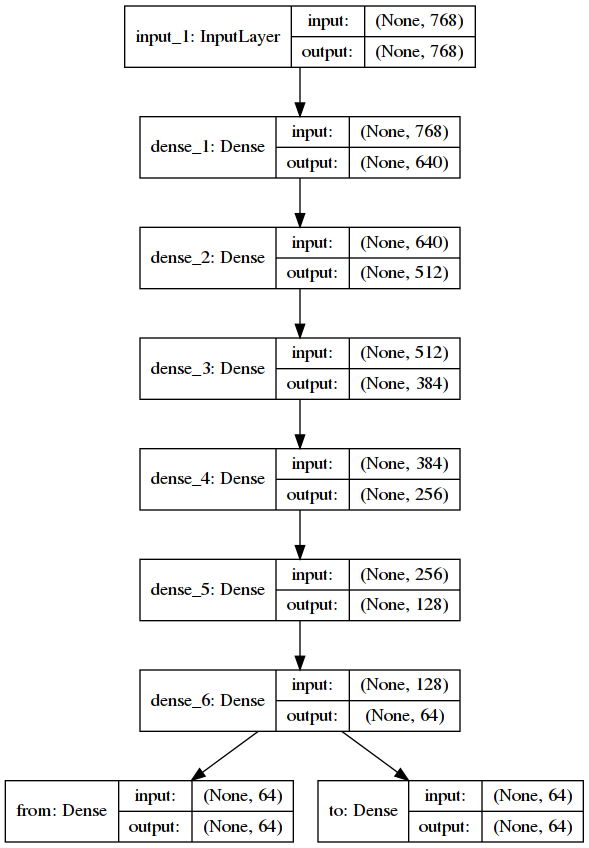 input_1: InputLayer
input:
(None, 768)
output:
(None, 768)
dense_1: Dense
input:
(None, 768)
output:
(None, 640)
dense_2: Dense
input:
(None, 640)
output:
(None, 512)
dense_3: Dense
input:
(None, 512)
output:
(None, 384)
dense_4: Dense
input:
(None, 384)
output:
(None, 256)
dense_5: Dense
input:
(None, 256)
output:
(None, 128)
dense_6: Dense
input:
(None, 128)
output:
(None, 64)
from: Dense
input:
(None, 64)
output:
(None, 64)
to: Dense
input:
(None, 64)
output:
(None, 64)